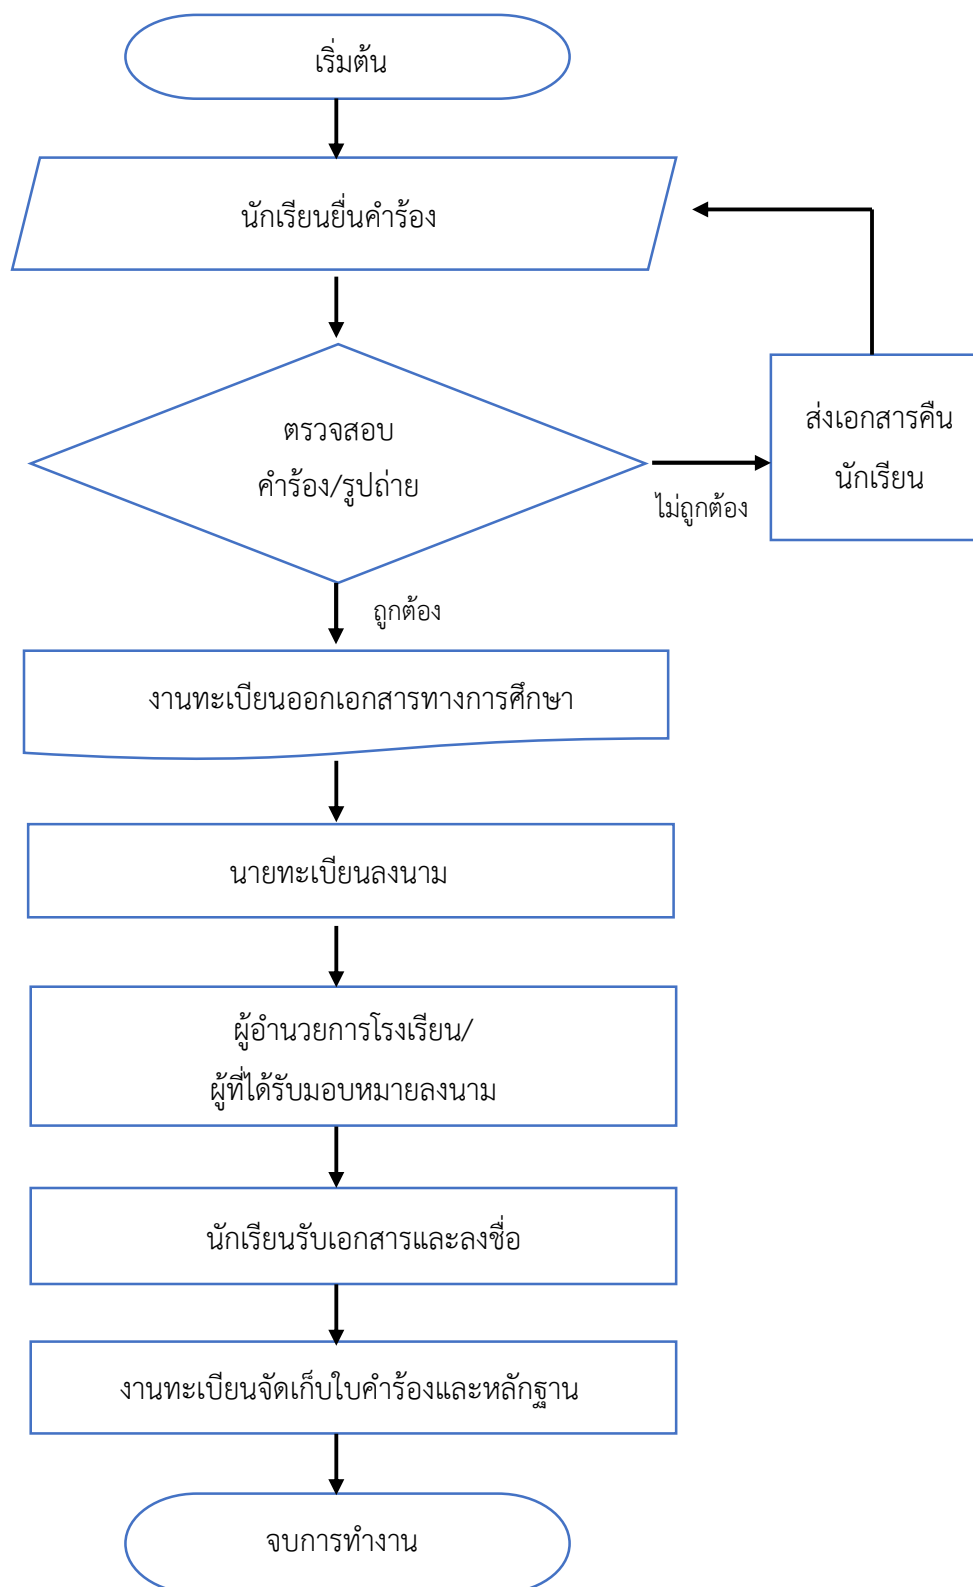 เริ่มต้น
นักเรียนยื่นคำร้อง
ตรวจสอบ
คำร้อง/รูปถ่าย
ไม่ถูกต้อง
ส่งเอกสารคืน
นักเรียน
ถูกต้อง
งานทะเบียนออกเอกสารทางการศึกษา
นายทะเบียนลงนาม
ผู้อำนวยการโรงเรียน/
ผู้ที่ได้รับมอบหมายลงนาม
นักเรียนรับเอกสารและลงชื่อ
งานทะเบียนจัดเก็บใบคำร้องและหลักฐาน
จบการทำงาน